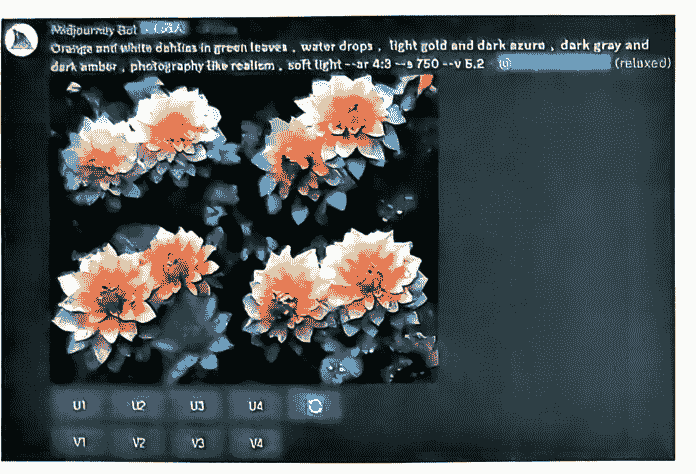 Midjourney Bot
Orange and white dahlias in green leaves , water drops , light gold and dark azure , dark gray and
dark amber , photography like realism , soft light --ar 4:3 --s 750 --v 5.2 (relaxed)
U1 U2 U3 U4
V1 V2 V3 V4